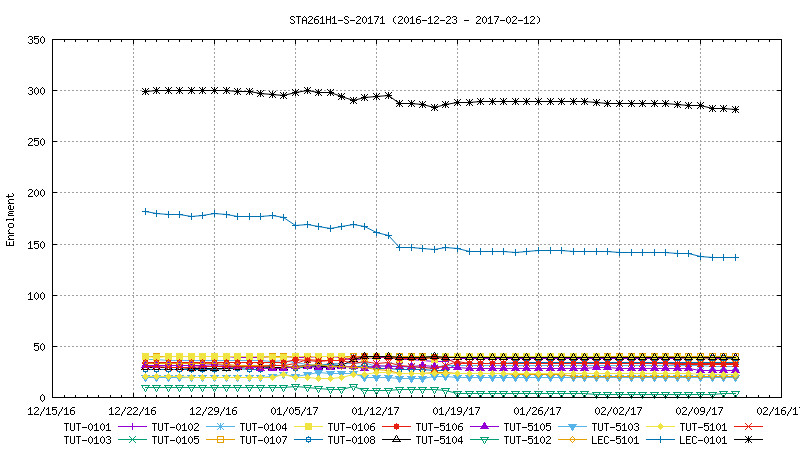 STA261H1-S-20171 (2016-12-23 - 2017-02-12)
350
300
250
200
150
100
50
0
Enrolment
12/15/16 12/22/16 12/29/16 01/05/17 01/12/17 01/19/17 01/26/17 02/02/17 02/09/17 02/16/17
TUT-0101 TUT-0102 TUT-0104 TUT-0106 TUT-5106 TUT-5105 TUT-5103 TUT-5101
TUT-0103 TUT-0105 TUT-0107 TUT-0108 TUT-5104 TUT-5102 LEC-5101 LEC-0101